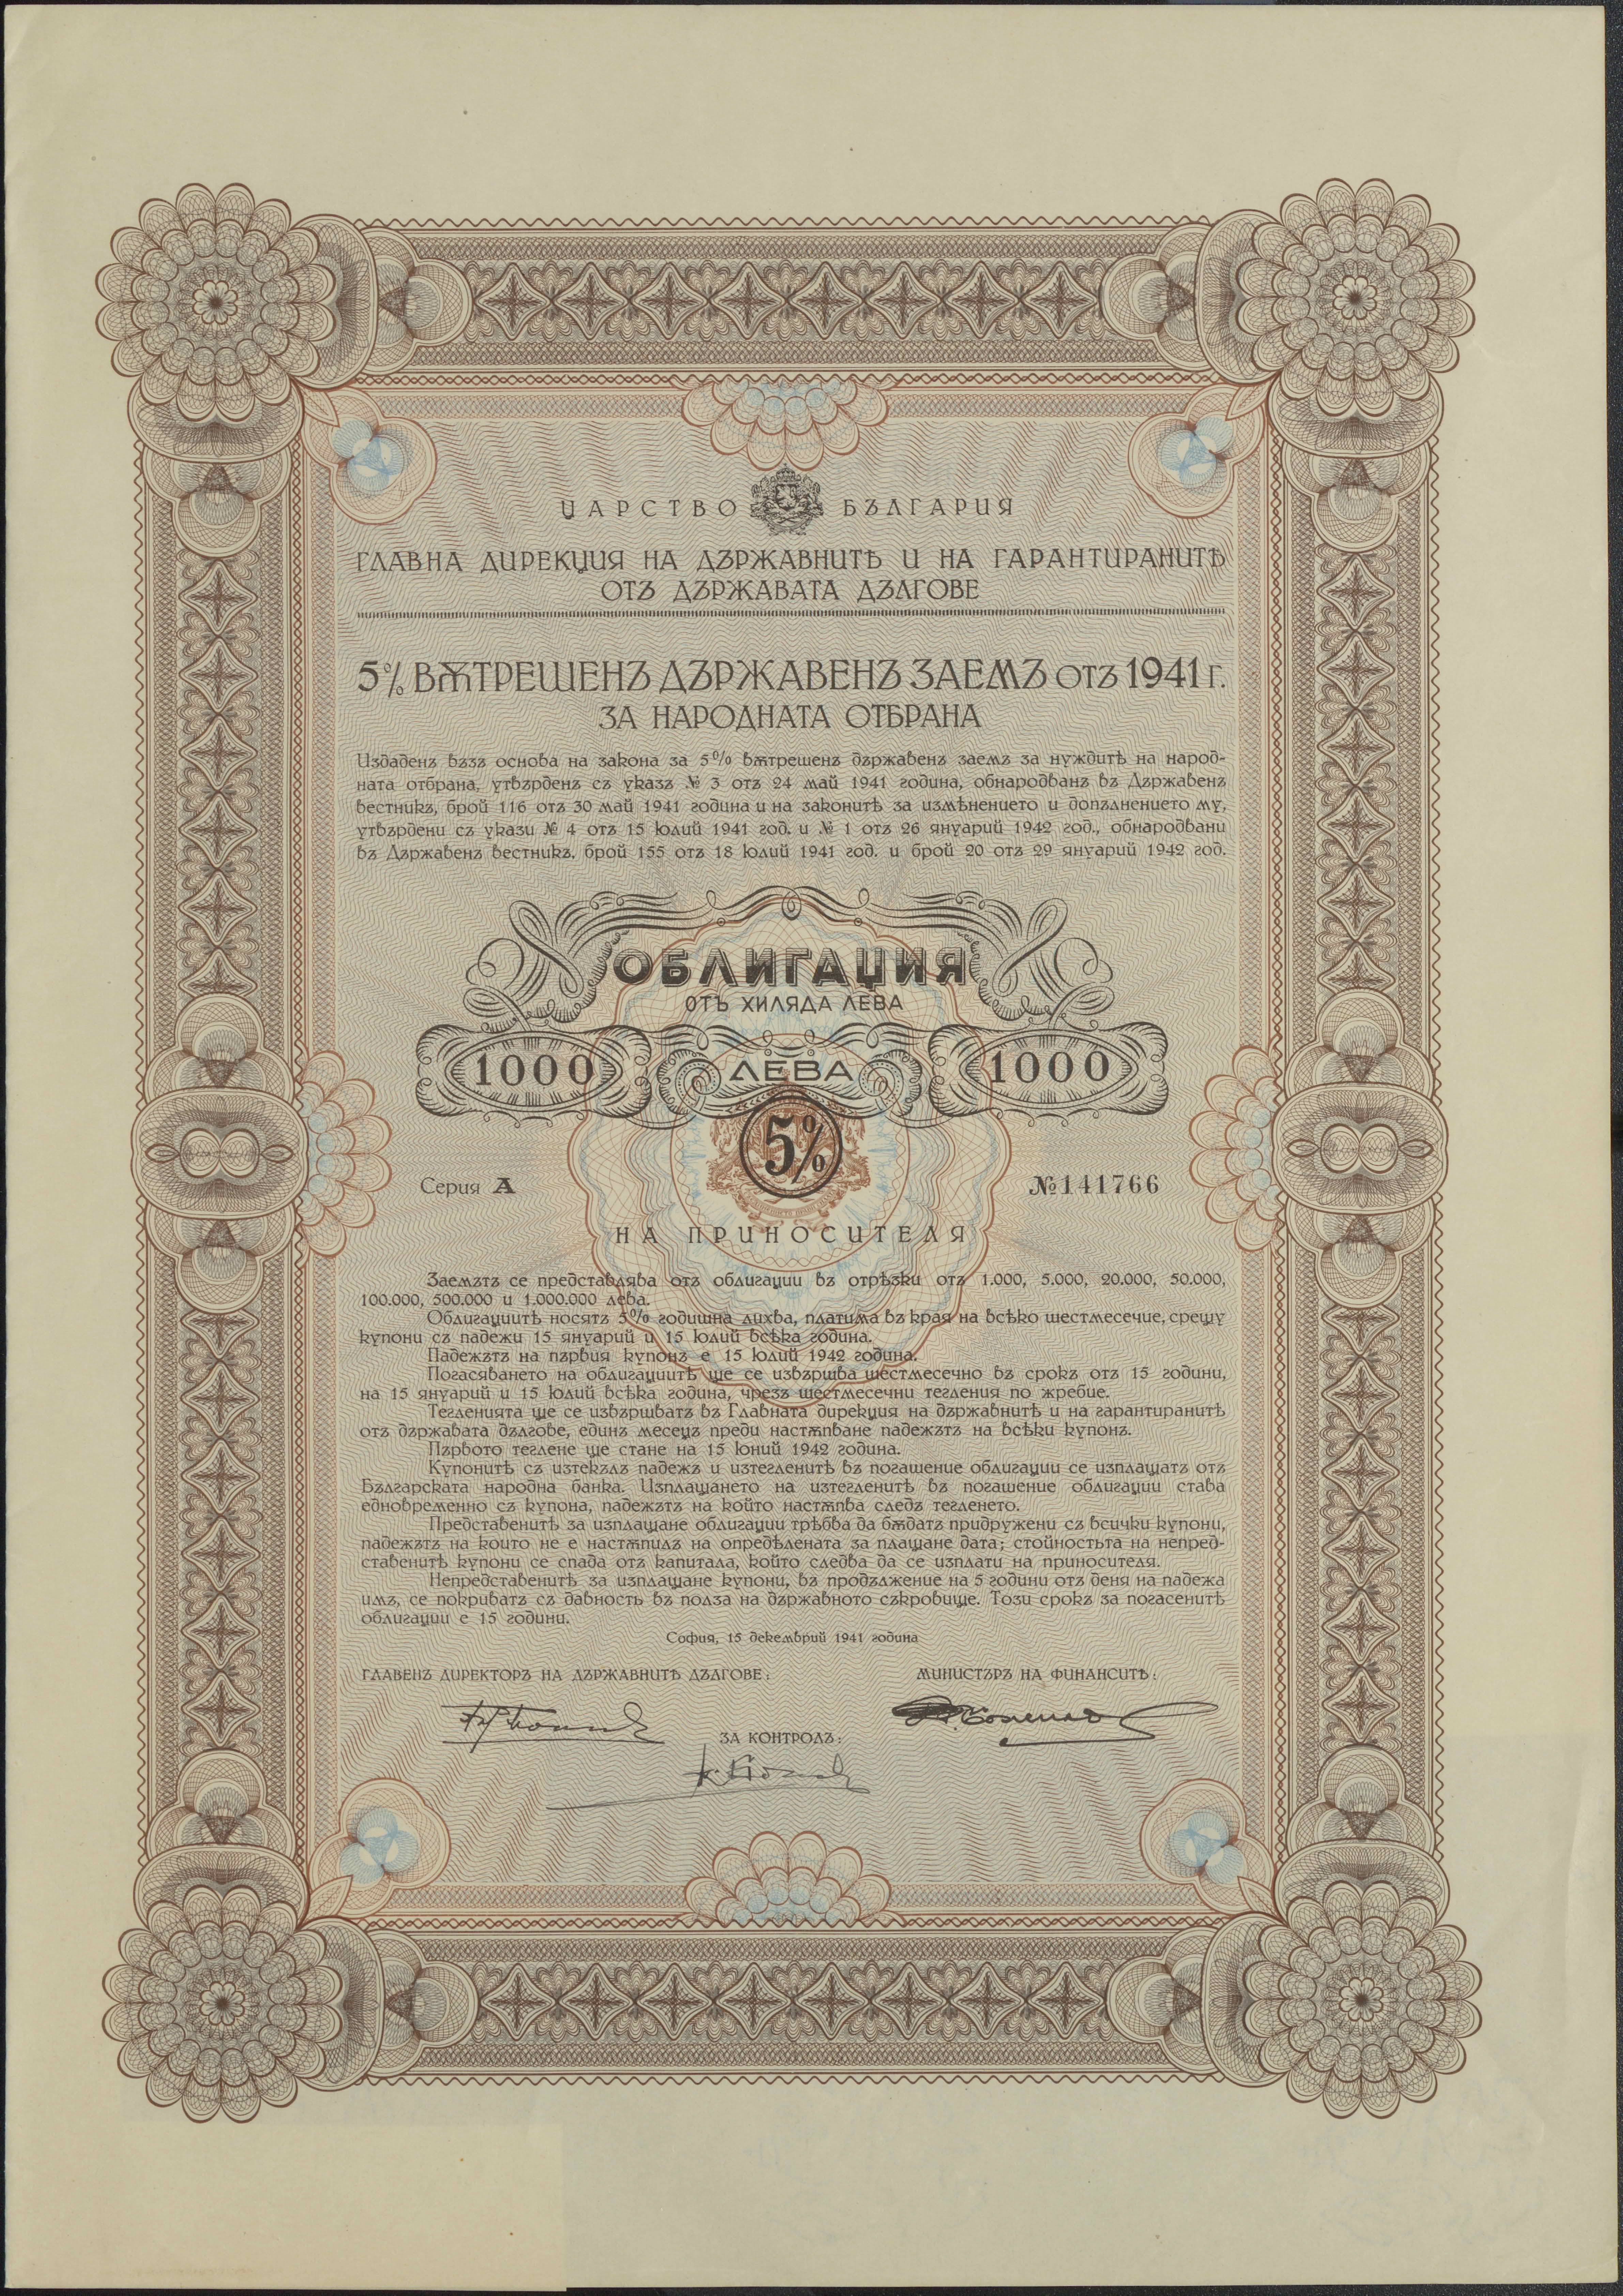 ЦАРСТВО БЪЛГАРИЯ
ГЛАВНА ДИРЕКЦИЯ НА ДЪРЖАВНИТѢ И НА ГАРАНТИРАНИТѢ
ОТЪ ДЪРЖАВАТА ДЪЛГОВЕ
5% ВѪТРЕШЕНЪ ДЪРЖАВЕНЪ ЗАЕМЪ ОТЪ 1941 Г.
ЗА НАРОДНАТА ОТБРАНА
Издаденъ възъ основа на закона за 5% вѫтрешенъ държавенъ заемъ за нуждитѣ на народ-
ната отбрана, утвърденъ съ указъ № 3 отъ 24 май 1941 година, обнародванъ въ Държавенъ
вестникъ, брой 116 отъ 30 май 1941 година и на законитѣ за измѣнението и допълнението му,
утвърдени съ укази № 4 отъ 15 юлий 1941 год. и № 1 отъ 26 януарий 1942 год., обнародвани
въ Държавенъ вестникъ. брой 155 отъ 18 юлий 1941 год. и брой 20 отъ 29 януарий 1942 год.
ОБЛИГАЦИЯ
ОТЪ ХИЛЯДА ЛЕВА
1000 ЛЕВА 1000
5%
Серия А №141766
НА ПРИНОСИТЕЛЯ
Заемътъ се представлява отъ облигации въ отрѣзки отъ 1.000, 5.000, 20.000, 50.000,
100.000, 500.000 и 1.000.000 лева.
Облигациитѣ носятъ 5% годишна лихва, платима въ края на всѣко шестмесечие, срещу
купони съ падежи 15 януарий и 15 юлий всѣка година.
Падежътъ на първия купонъ е 15 юлий 1942 година.
Погасяването на облигациитѣ ще се извършва шестмесечно въ срокъ отъ 15 години,
на 15 януарий и 15 юлий всѣка година, чрезъ шестмесечни тегления по жребие.
Тегленията ще се извършватъ въ Главната дирекция на държавнитѣ и на гарантиранитѣ
отъ държавата дългове, единъ месецъ преди настѫпване падежътъ на всѣки купонъ.
Първото теглене ще стане на 15 юний 1942 година.
Купонитѣ съ изтекълъ падежъ и изтегленитѣ въ погашение облигации се изплащатъ отъ
Българската народна банка. Изплащането на изтегленитѣ въ погашение облигации става
едновременно съ купона, падежътъ на който настѫпва следъ тегленето.
Представенитѣ за изплащане облигации трѣбва да бѫдатъ придружени съ всички купони,
падежътъ на които не е настѫпилъ на опредѣлената за плащане дата; стойностьта на непред-
ставенитѣ купони се спада отъ капитала, който следва да се изплати на приносителя.
Непредставенитѣ за изплащане купони, въ продължение на 5 години отъ деня на падежа
имъ, се покриватъ съ давность въ полза на държавното съкровище. Този срокъ за погасенитѣ
облигации е 15 години.
София, 15 декемврий 1941 година
ГЛАВЕНЪ ДИРЕКТОРЪ НА ДЪРЖАВНИТѢ ДЪЛГОВЕ: МИНИСТЪРЪ НА ФИНАНСИТѢ:
ЗА КОНТРОЛЪ: